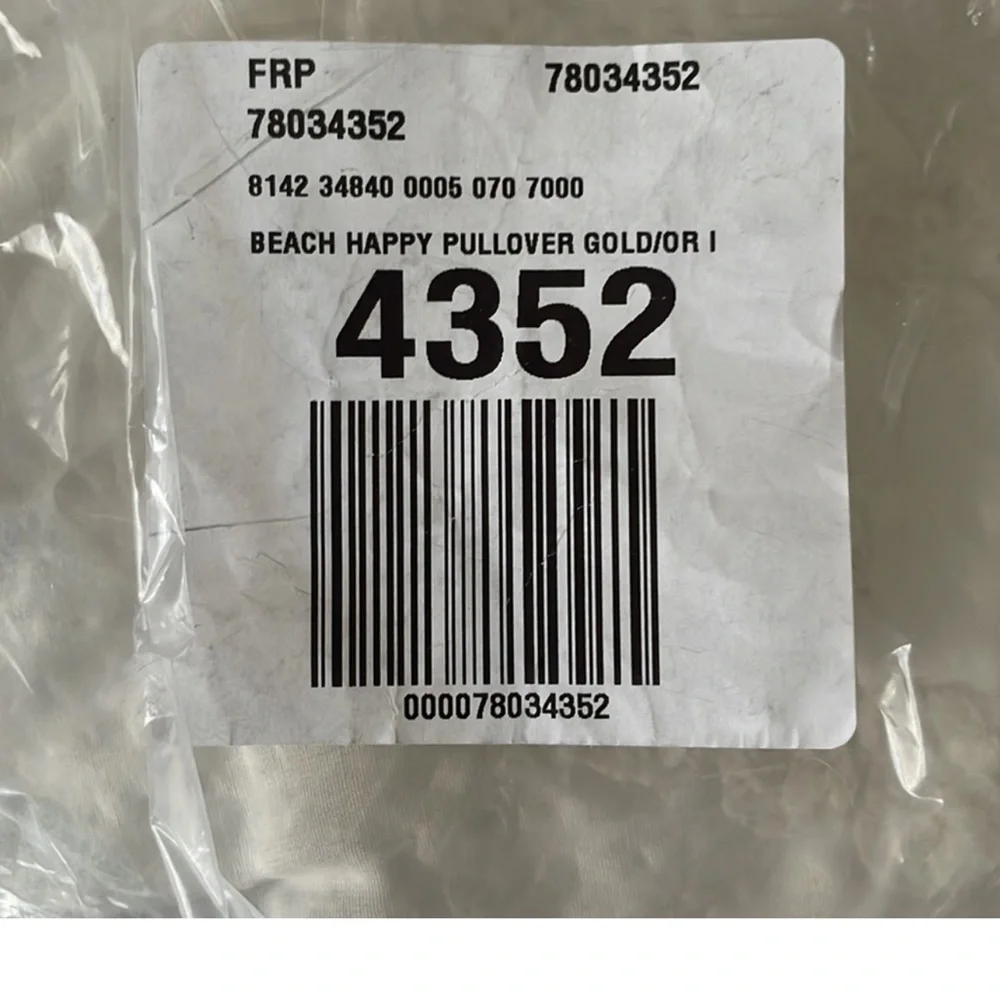 FRP 78034352
78034352
8142 34840 0005 070 7000
BEACH HAPPY PULLOVER GOLD/OR I
4352
000078034352